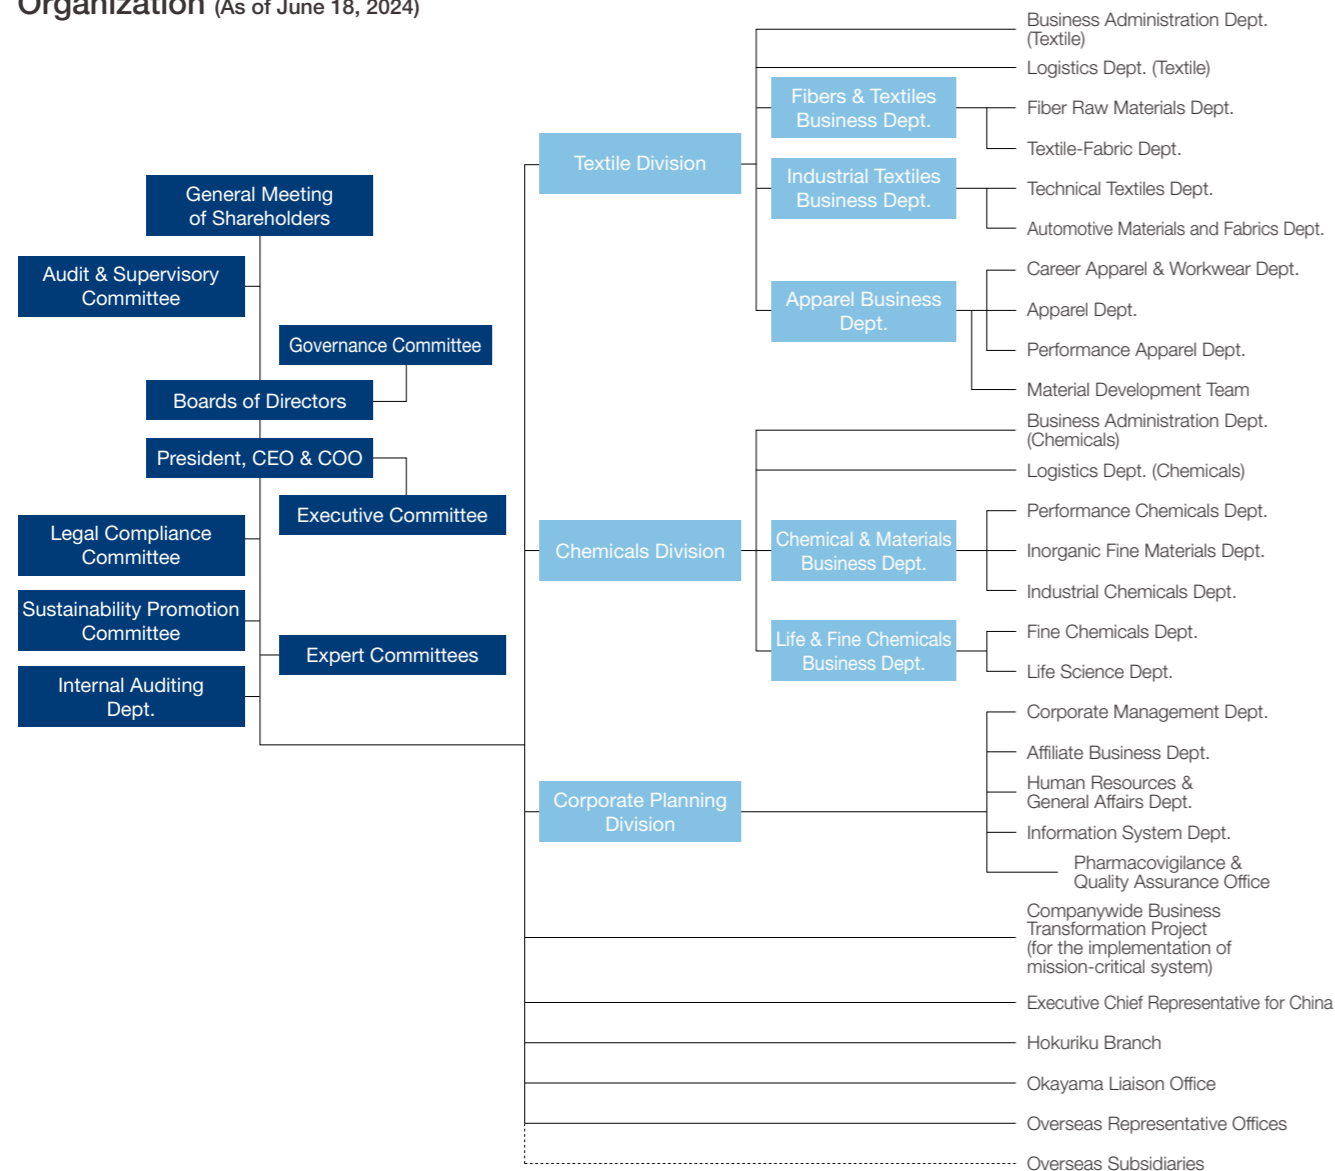 Organization (As of June 18, 2024)
General Meeting
of Shareholders
Audit & Supervisory
Committee
Governance Committee
Boards of Directors
President, CEO & COO
Executive Committee
Legal Compliance
Committee
Sustainability Promotion
Committee
Expert Committees
Internal Auditing
Dept.
Textile Division
Business Administration Dept.
(Textile)
Logistics Dept. (Textile)
Fibers & Textiles
Business Dept.
Fiber Raw Materials Dept.
Textile-Fabric Dept.
Industrial Textiles
Business Dept.
Technical Textiles Dept.
Automotive Materials and Fabrics Dept.
Apparel Business
Dept.
Career Apparel & Workwear Dept.
Apparel Dept.
Performance Apparel Dept.
Material Development Team
Chemicals Division
Business Administration Dept.
(Chemicals)
Logistics Dept. (Chemicals)
Chemical & Materials
Business Dept.
Performance Chemicals Dept.
Inorganic Fine Materials Dept.
Industrial Chemicals Dept.
Life & Fine Chemicals
Business Dept.
Fine Chemicals Dept.
Life Science Dept.
Corporate Planning
Division
Corporate Management Dept.
Affiliate Business Dept.
Human Resources &
General Affairs Dept.
Information System Dept.
Pharmacovigilance &
Quality Assurance Office
Companywide Business
Transformation Project
(for the implementation of
mission-critical system)
Executive Chief Representative for China
Hokuriku Branch
Okayama Liaison Office
Overseas Representative Offices
Overseas Subsidiaries